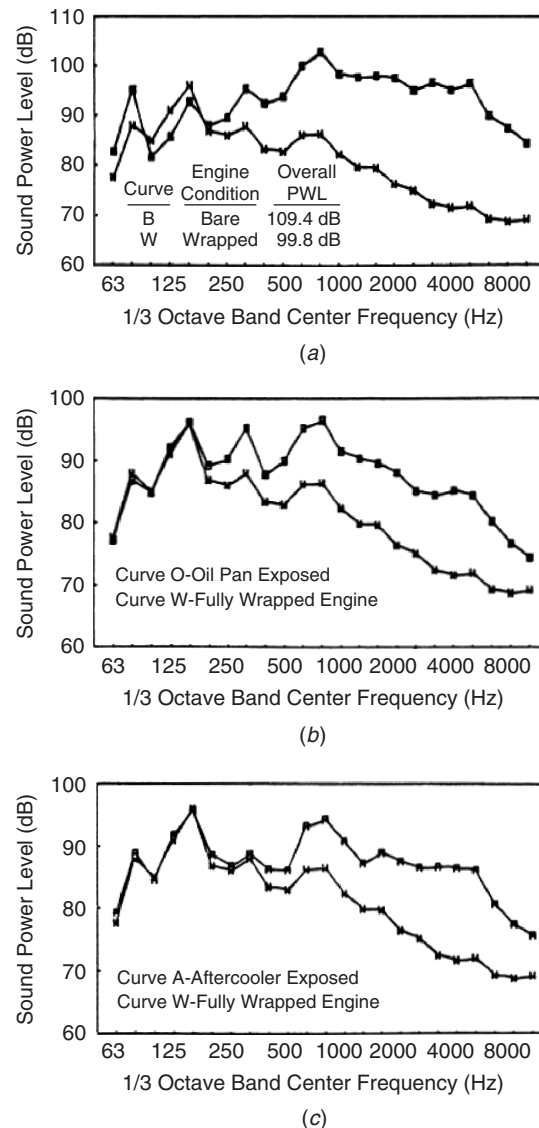 110
100
90
80
70
60
Sound Power Level (dB)
Curve Engine Condition Overall PWL
B Bare 109.4 dB
W Wrapped 99.8 dB
63 125 250 500 1000 2000 4000 8000
1/3 Octave Band Center Frequency (Hz)
(a)
100
90
80
70
60
Sound Power Level (dB)
Curve O-Oil Pan Exposed
Curve W-Fully Wrapped Engine
63 125 250 500 1000 2000 4000 8000
1/3 Octave Band Center Frequency (Hz)
(b)
100
90
80
70
60
Sound Power Level (dB)
Curve A-Aftercooler Exposed
Curve W-Fully Wrapped Engine
63 125 250 500 1000 2000 4000 8000
1/3 Octave Band Center Frequency (Hz)
(c)